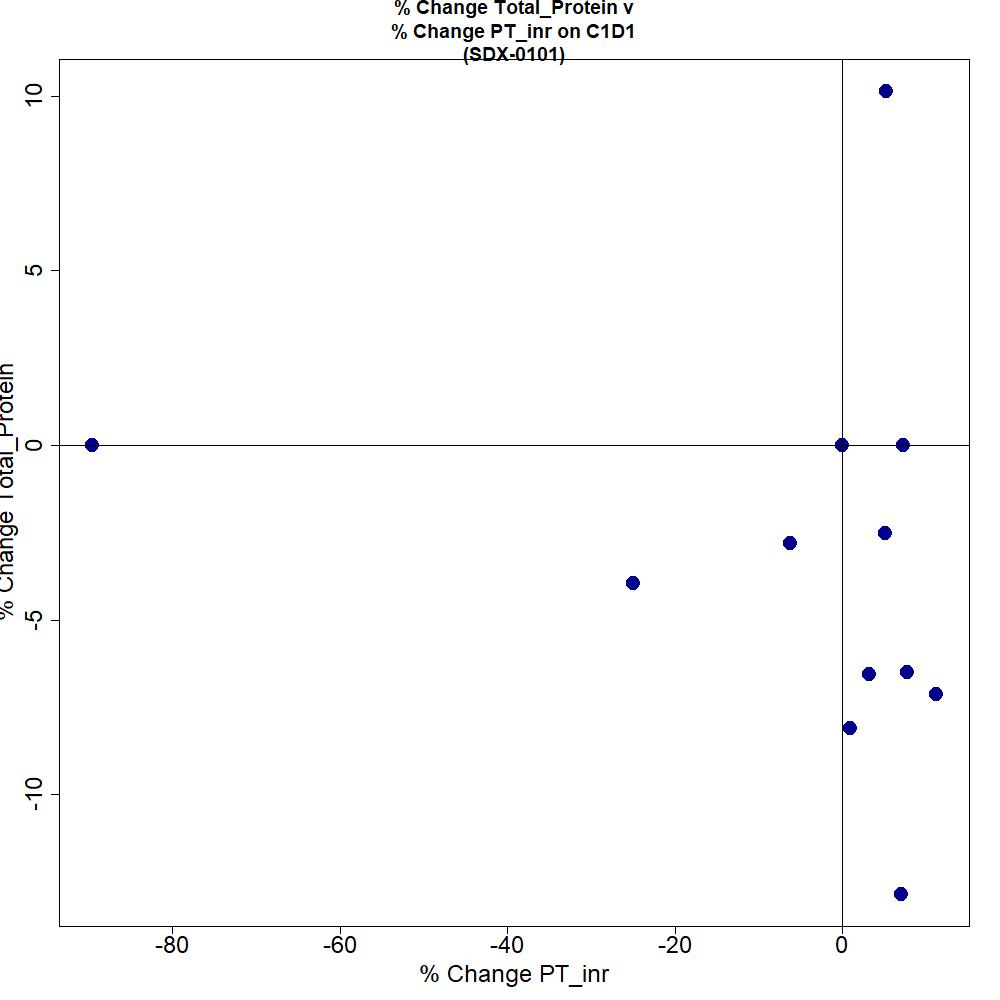 % Change Total_Protein v
% Change PT_inr on C1D1
(SDX-0101)
10
5
0
-5
-10
% Change Total_Protein
-80 -60 -40 -20 0
% Change PT_inr